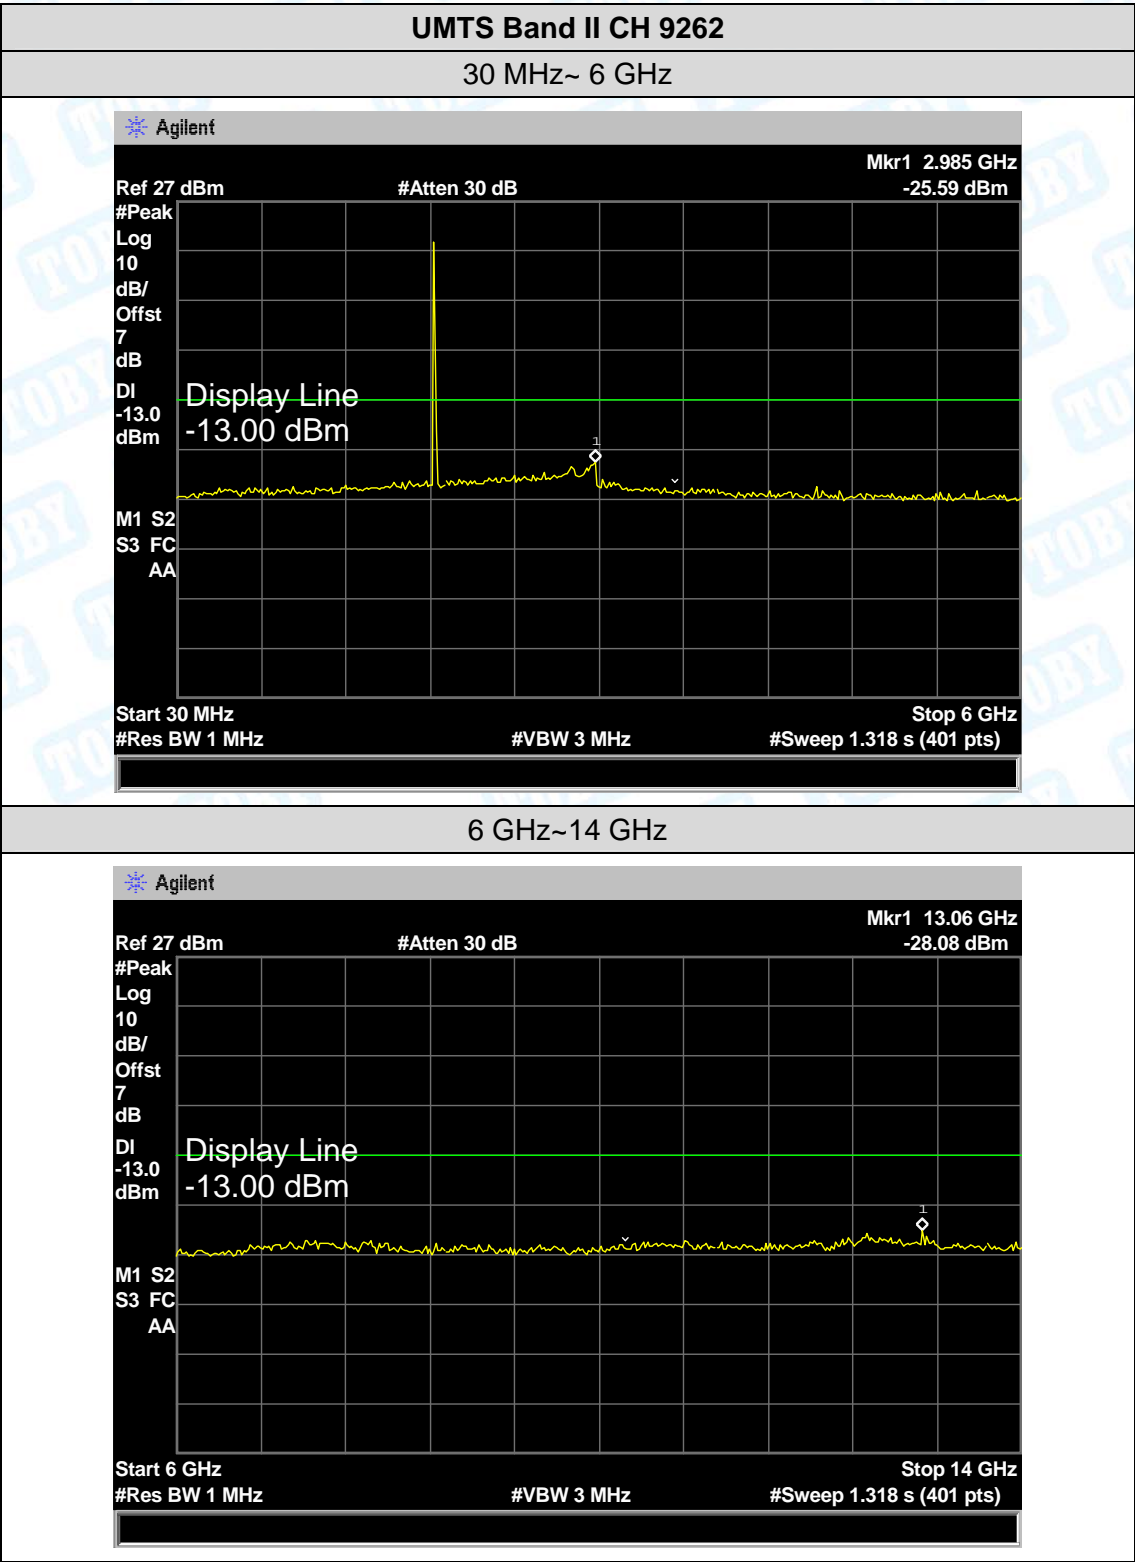 UMTS Band II CH 9262
30 MHz~ 6 GHz
Agilent
Mkr1 2.985 GHz
Ref 27 dBm #Atten 30 dB -25.59 dBm
#Peak
Log
10
dB/
Offst
7
dB
DI
-13.0
dBm
Display Line
-13.00 dBm
1
M1 S2
S3 FC
AA
Start 30 MHz Stop 6 GHz
#Res BW 1 MHz #VBW 3 MHz #Sweep 1.318 s (401 pts)
6 GHz~14 GHz
Agilent
Mkr1 13.06 GHz
Ref 27 dBm #Atten 30 dB -28.08 dBm
#Peak
Log
10
dB/
Offst
7
dB
DI
-13.0
dBm
Display Line
-13.00 dBm
1
M1 S2
S3 FC
AA
Start 6 GHz Stop 14 GHz
#Res BW 1 MHz #VBW 3 MHz #Sweep 1.318 s (401 pts)
TOBY